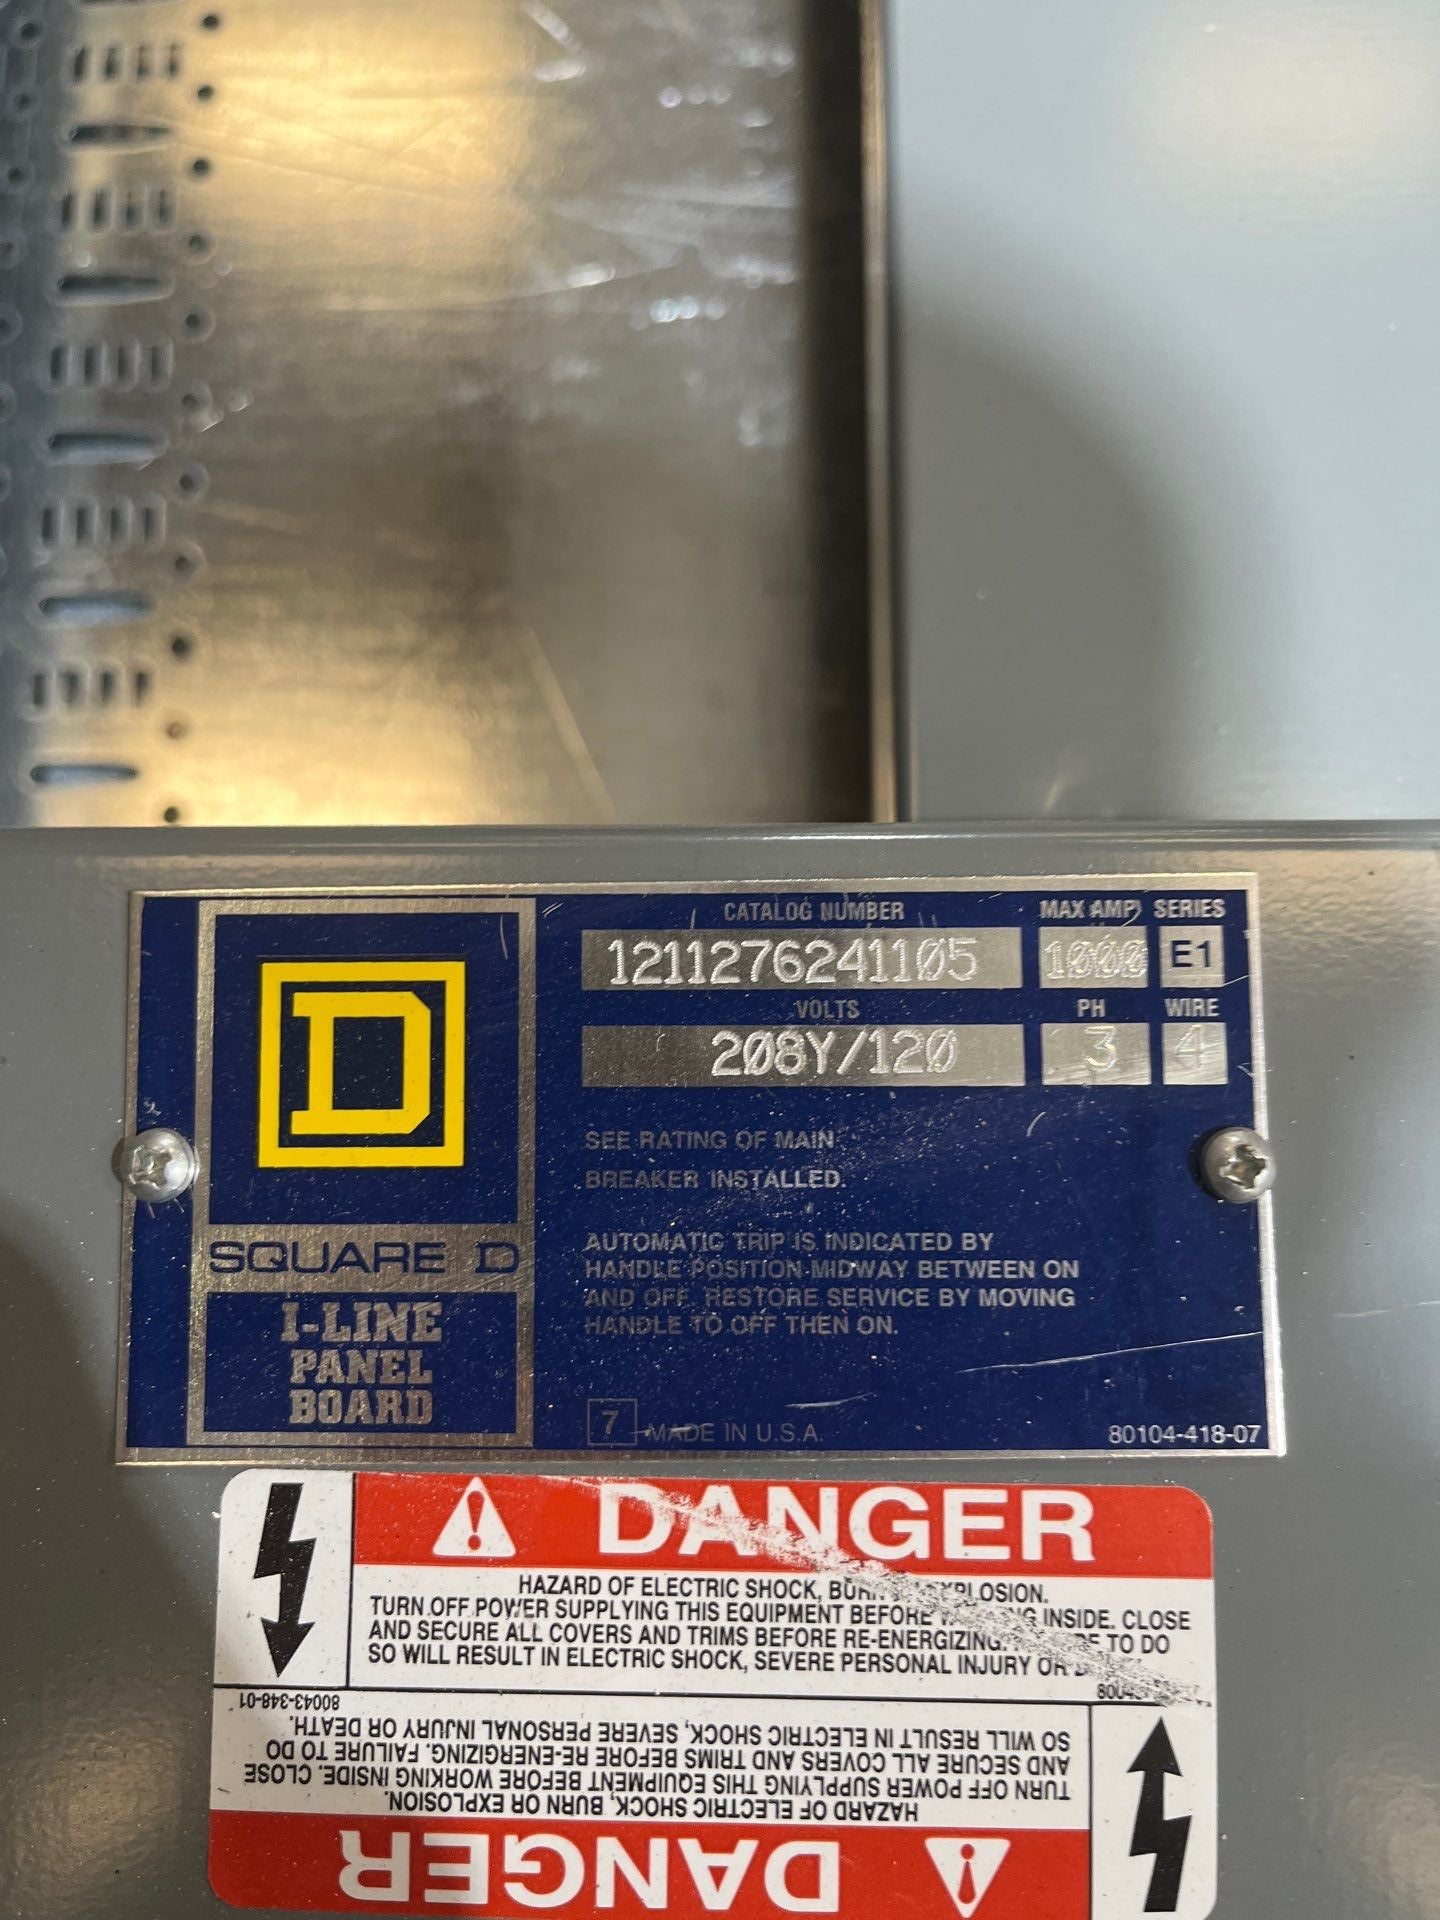 CATALOG NUMBER MAX AMP SERIES
1211276241105 1000 E1
VOLTS PH WIRE
208Y/120 3 4
SEE RATING OF MAIN
BREAKER INSTALLED.
AUTOMATIC TRIP IS INDICATED BY
HANDLE POSITION MIDWAY BETWEEN ON
AND OFF. RESTORE SERVICE BY MOVING
HANDLE TO OFF THEN ON.
7 MADE IN U.S.A.
80104-418-07
D
SQUARE D
I-LINE
PANEL
BOARD
DANGER
HAZARD OF ELECTRIC SHOCK, BURN EXPLOSION.
TURN OFF POWER SUPPLYING THIS EQUIPMENT BEFORE INSIDE. CLOSE
AND SECURE ALL COVERS AND TRIMS BEFORE RE-ENERGIZING. TO DO
SO WILL RESULT IN ELECTRIC SHOCK, SEVERE PERSONAL INJURY OR
DANGER
HAZARD OF ELECTRIC SHOCK, BURN OR EXPLOSION.
TURN OFF POWER SUPPLYING THIS EQUIPMENT BEFORE WORKING INSIDE. CLOSE
AND SECURE ALL COVERS AND TRIMS BEFORE RE-ENERGIZING. FAILURE TO DO
SO WILL RESULT IN ELECTRIC SHOCK, SEVERE PERSONAL INJURY OR DEATH.
80043-348-01